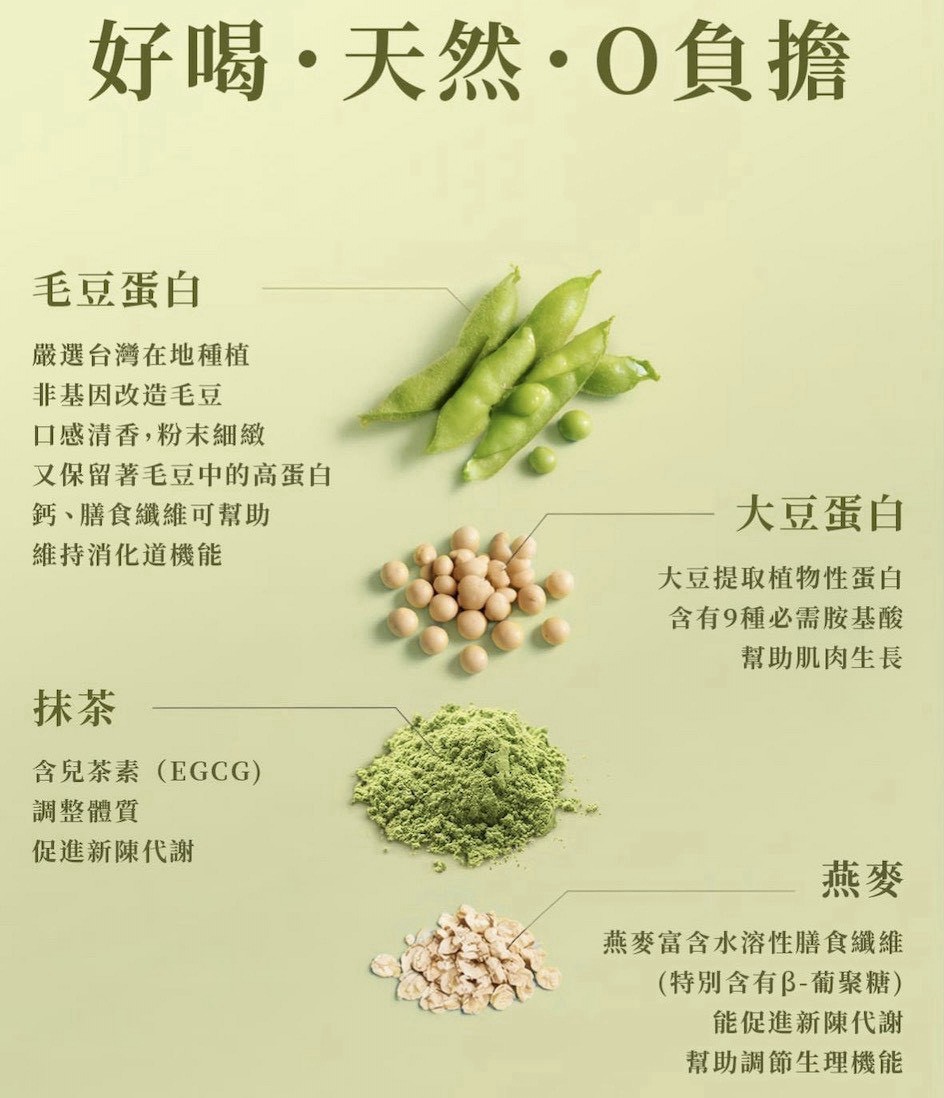 好喝・天然・0負擔
毛豆蛋白
嚴選台灣在地種植
非基因改造毛豆
口感清香，粉末細緻
又保留著毛豆中的高蛋白
鈣、膳食纖維可幫助
維持消化道機能
大豆蛋白
大豆提取植物性蛋白
含有9種必需胺基酸
幫助肌肉生長
抹茶
含兒茶素（EGCG)
調整體質
促進新陳代謝
燕麥
燕麥富含水溶性膳食纖維
(特別含有β-葡聚糖)
能促進新陳代謝
幫助調節生理機能